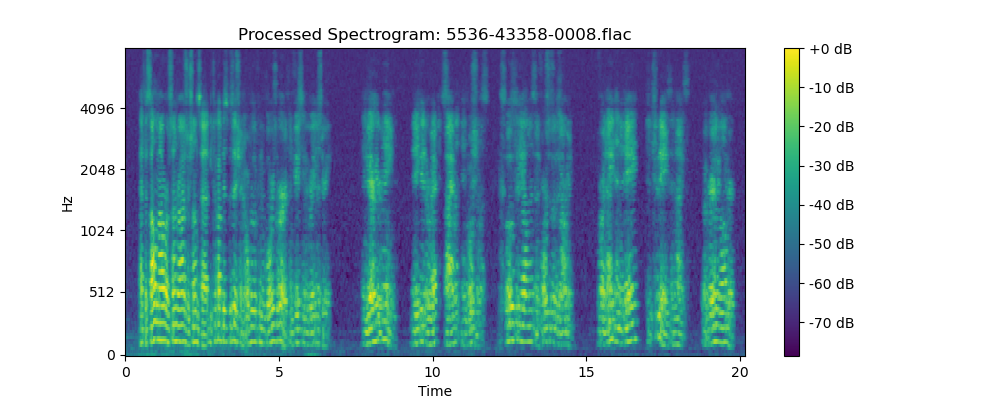 Processed Spectrogram: 5536-43358-0008.flac
+0 dB
-10 dB
-20 dB
-30 dB
-40 dB
-50 dB
-60 dB
-70 dB
4096
2048
1024
512
0
Hz
0 5 10 15 20
Time